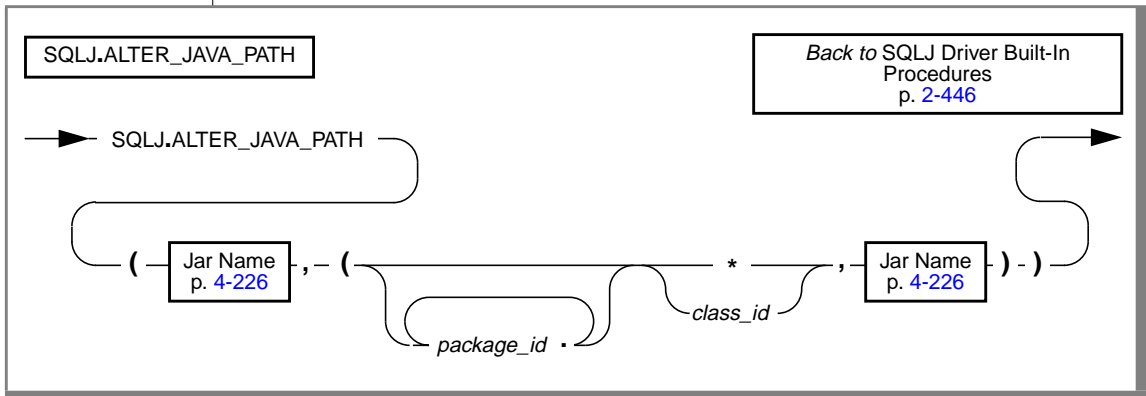 SQLJ.ALTER_JAVA_PATH
Back to SQLJ Driver Built-In
Procedures
p. 2-446
SQLJ.ALTER_JAVA_PATH
( Jar Name
p. 4-226 , ( * , Jar Name
p. 4-226 ) )
class_id
package_id .